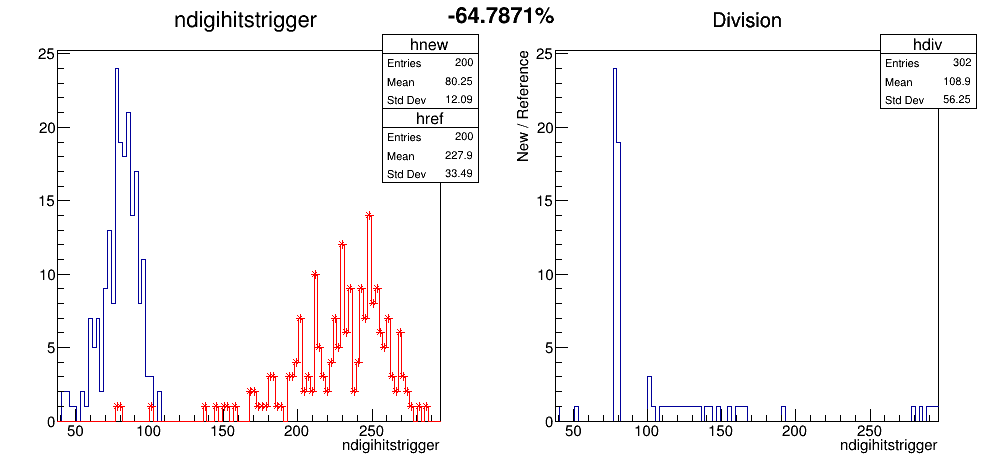 ndigihitstrigger
-64.7871%
Division
hnew
Entries 200
Mean 80.25
Std Dev 12.09
href
Entries 200
Mean 227.9
Std Dev 33.49
25
20
15
10
5
0
50 100 150 200 250
ndigihitstrigger
hdiv
Entries 302
Mean 108.9
Std Dev 56.25
New / Reference
25
20
15
10
5
0
50 100 150 200 250
ndigihitstrigger